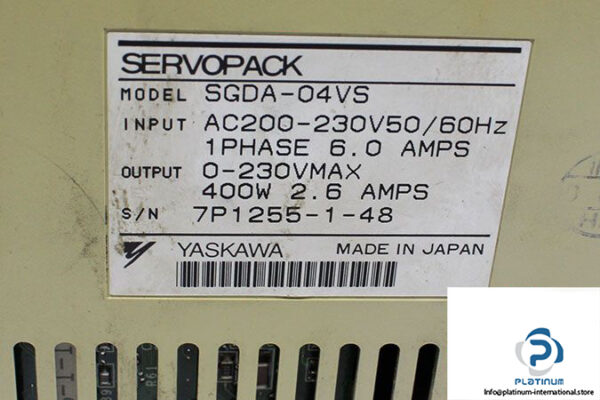 SERVOPACK
MODEL SGDA-04VS
INPUT AC200-230V50/60Hz
1PHASE 6.0 AMPS
OUTPUT 0-230VMAX
400W 2.6 AMPS
S/N 7P1255-1-48
YASKAWA MADE IN JAPAN
PLATINUM
INTERNATIONAL
Info@platinum-international.store